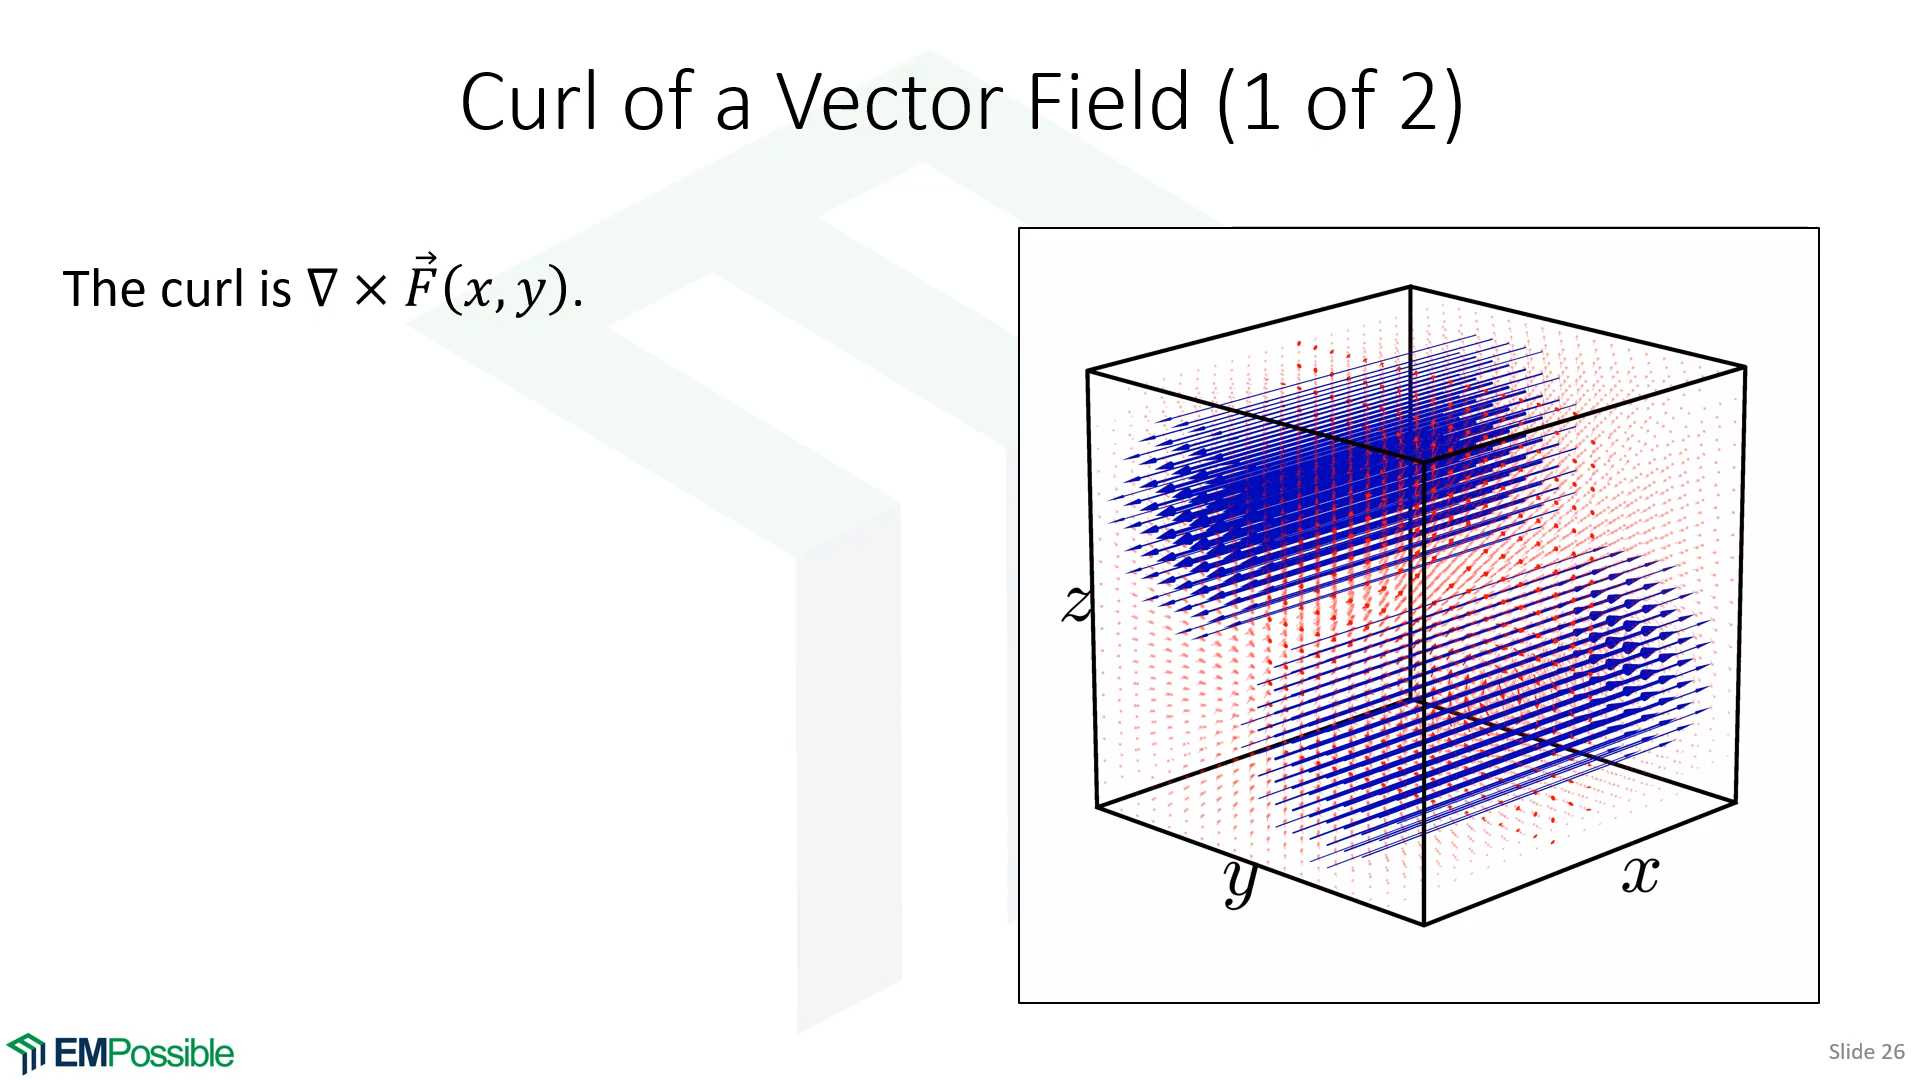 Curl of a Vector Field (1 of 2)
The curl is ∇ × F⃗(x, y).
z
y
x
EMPossible
Slide 26